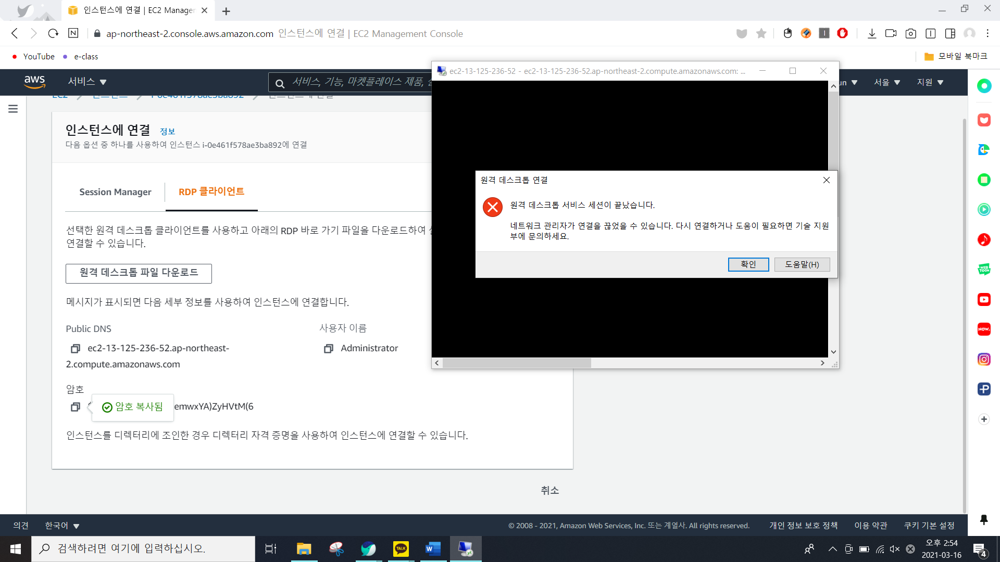 인스턴스에 연결 | EC2 Manager
ap-northeast-2.console.aws.amazon.com 인스턴스에 연결 | EC2 Management Console
YouTube e-class 모바일 북마크
ec2-13-125-236-52 - ec2-13-125-236-52.ap-northeast-2.compute.amazonaws.com: ...
aws 서비스 서비스, 기능, 마켓플레이스 제품, un 서울 지원
EC2 인스턴스 i-0e461f578ae3ba892 인스턴스에 연결
인스턴스에 연결 정보
다음 옵션 중 하나를 사용하여 인스턴스 i-0e461f578ae3ba892에 연결
Session Manager RDP 클라이언트
선택한 원격 데스크톱 클라이언트를 사용하고 아래의 RDP 바로 가기 파일을 다운로드하여
연결할 수 있습니다.
원격 데스크톱 파일 다운로드
메시지가 표시되면 다음 세부 정보를 사용하여 인스턴스에 연결합니다.
Public DNS 사용자 이름
ec2-13-125-236-52.ap-northeast- Administrator
2.compute.amazonaws.com
암호
암호 복사됨 emwxYA)ZyHVtM(6
인스턴스를 디렉터리에 조인한 경우 디렉터리 자격 증명을 사용하여 인스턴스에 연결할 수 있습니다.
취소
원격 데스크톱 연결
원격 데스크톱 서비스 세션이 끝났습니다.
네트워크 관리자가 연결을 끊었을 수 있습니다. 다시 연결하거나 도움이 필요하면 기술 지원
부에 문의하세요.
확인 도움말(H)
WEB TOON
NOW.
의견 한국어 © 2008 - 2021, Amazon Web Services, Inc. 또는 계열사. All rights reserved. 개인 정보 보호 정책 이용 약관 쿠키 기본 설정
검색하려면 여기에 입력하십시오. TALK 오후 2:54
2021-03-16 4